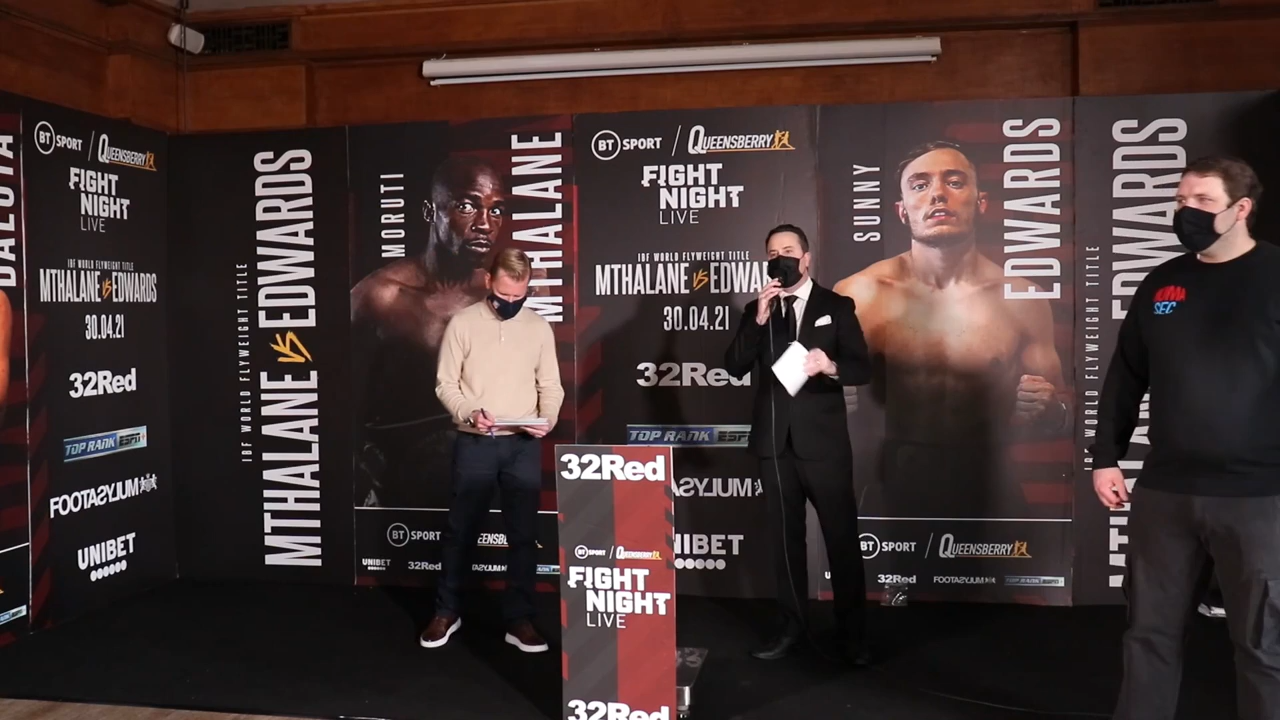 BT SPORT / QUEENSBERRY
FIGHT
NIGHT
LIVE
IBF WORLD FLYWEIGHT TITLE
MTHALANE VS EDWARDS
30.04.21
32Red
TOP RANK ESPN+
FOOTASYLUM
UNIBET
IBF WORLD FLYWEIGHT TITLE
MTHALANE VS EDWARDS
MORUTI
MTHALANE
BT SPORT
UNIBET
32Red
BT SPORT / QUEENSBERRY
FIGHT
NIGHT
LIVE
IBF WORLD FLYWEIGHT TITLE
MTHALANE VS
30.04.21
32Red
TOP RANK ESPN
SUNNY
EDWARDS
BT SPORT / QUEENSBERRY
32Red
FOOTASYLUM
TOP RANK ESPN
IBF WORLD FLYWEIGHT TITLE
EDWARDS
SEC
32Red
BT SPORT / QUEENSBERRY
FIGHT
NIGHT
LIVE
32Red